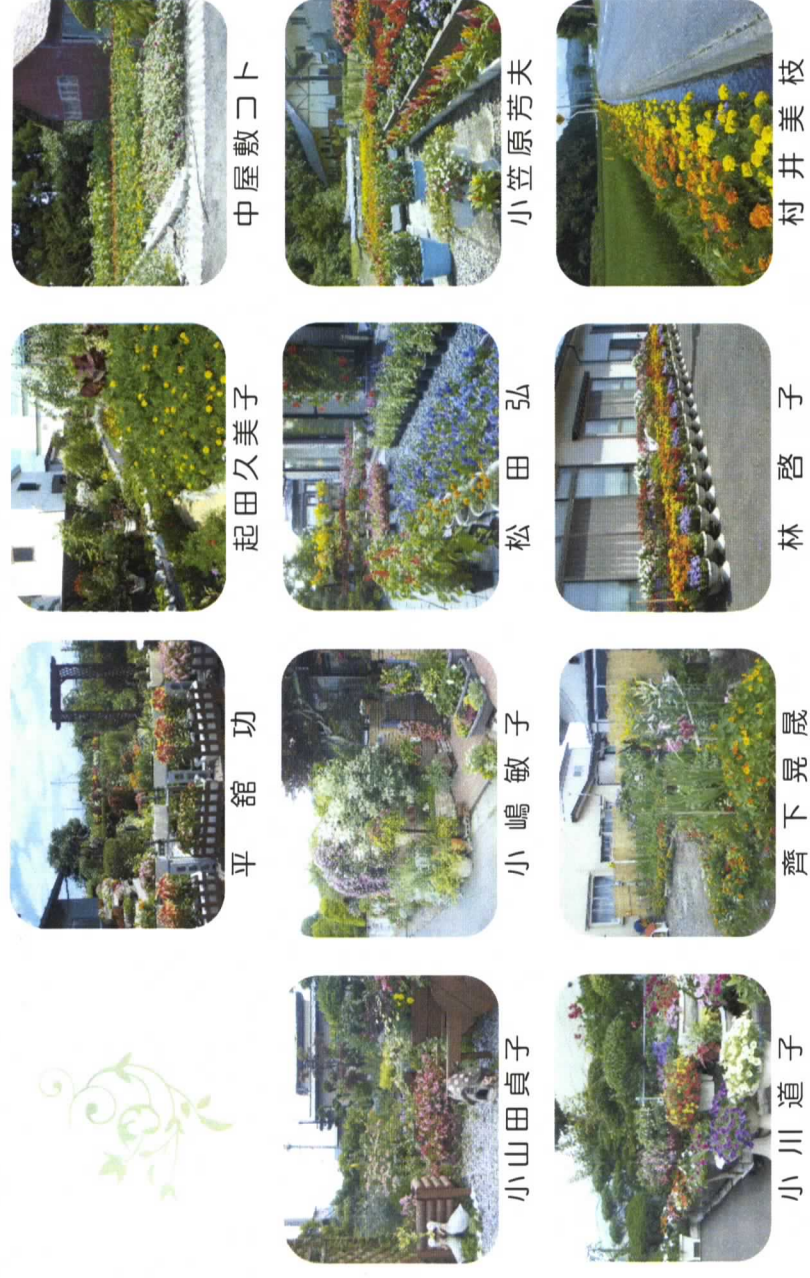 平舘 功
起田久美子
中屋敷コト
小山田貞子
小嶋敏子
松田 弘
小笠原芳夫
小川道子
齊下晃晟
林 啓子
村井美枝